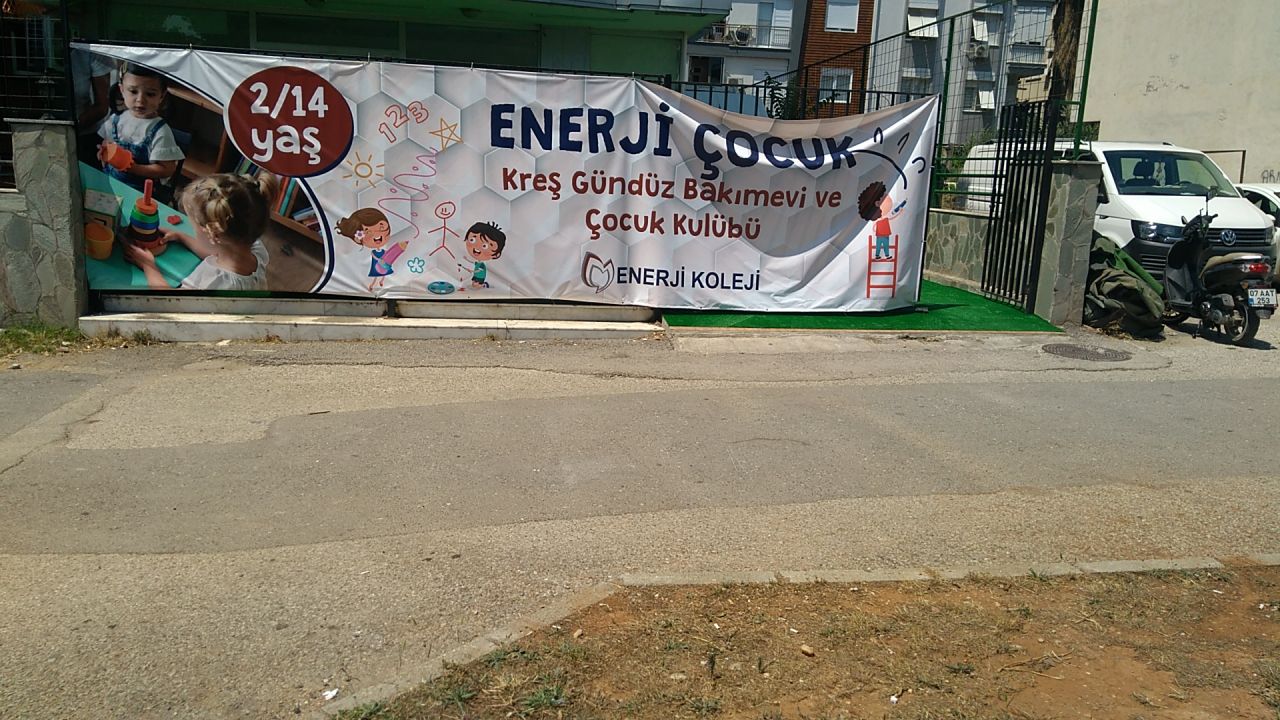 2/14
yaş
123
ENERJİ ÇOCUK
Kreş Gündüz Bakımevi ve
Çocuk Kulübü
ENERJİ KOLEJİ
07 AAT
253